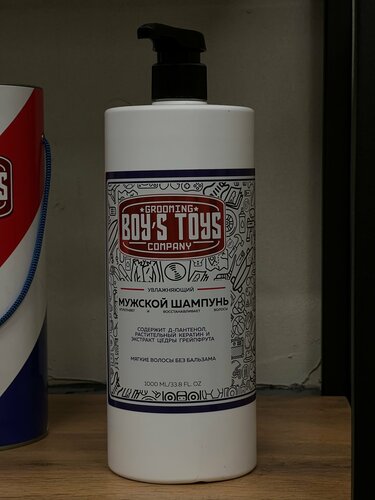 GROOMING
BOY'S TOYS
COMPANY
УВЛАЖНЯЮЩИЙ
МУЖСКОЙ ШАМПУНЬ
И ВОССТАНАВЛИВАЕТ ВОЛОСЫ
СОДЕРЖИТ Д-ПАНТЕНОЛ,
РАСТИТЕЛЬНЫЙ КЕРАТИН И
ЭКСТРАКТ ЦЕДРЫ ГРЕЙПФРУТА
МЯГКИЕ ВОЛОСЫ БЕЗ БАЛЬЗАМА
1000 ML/33.8 FL. OZ